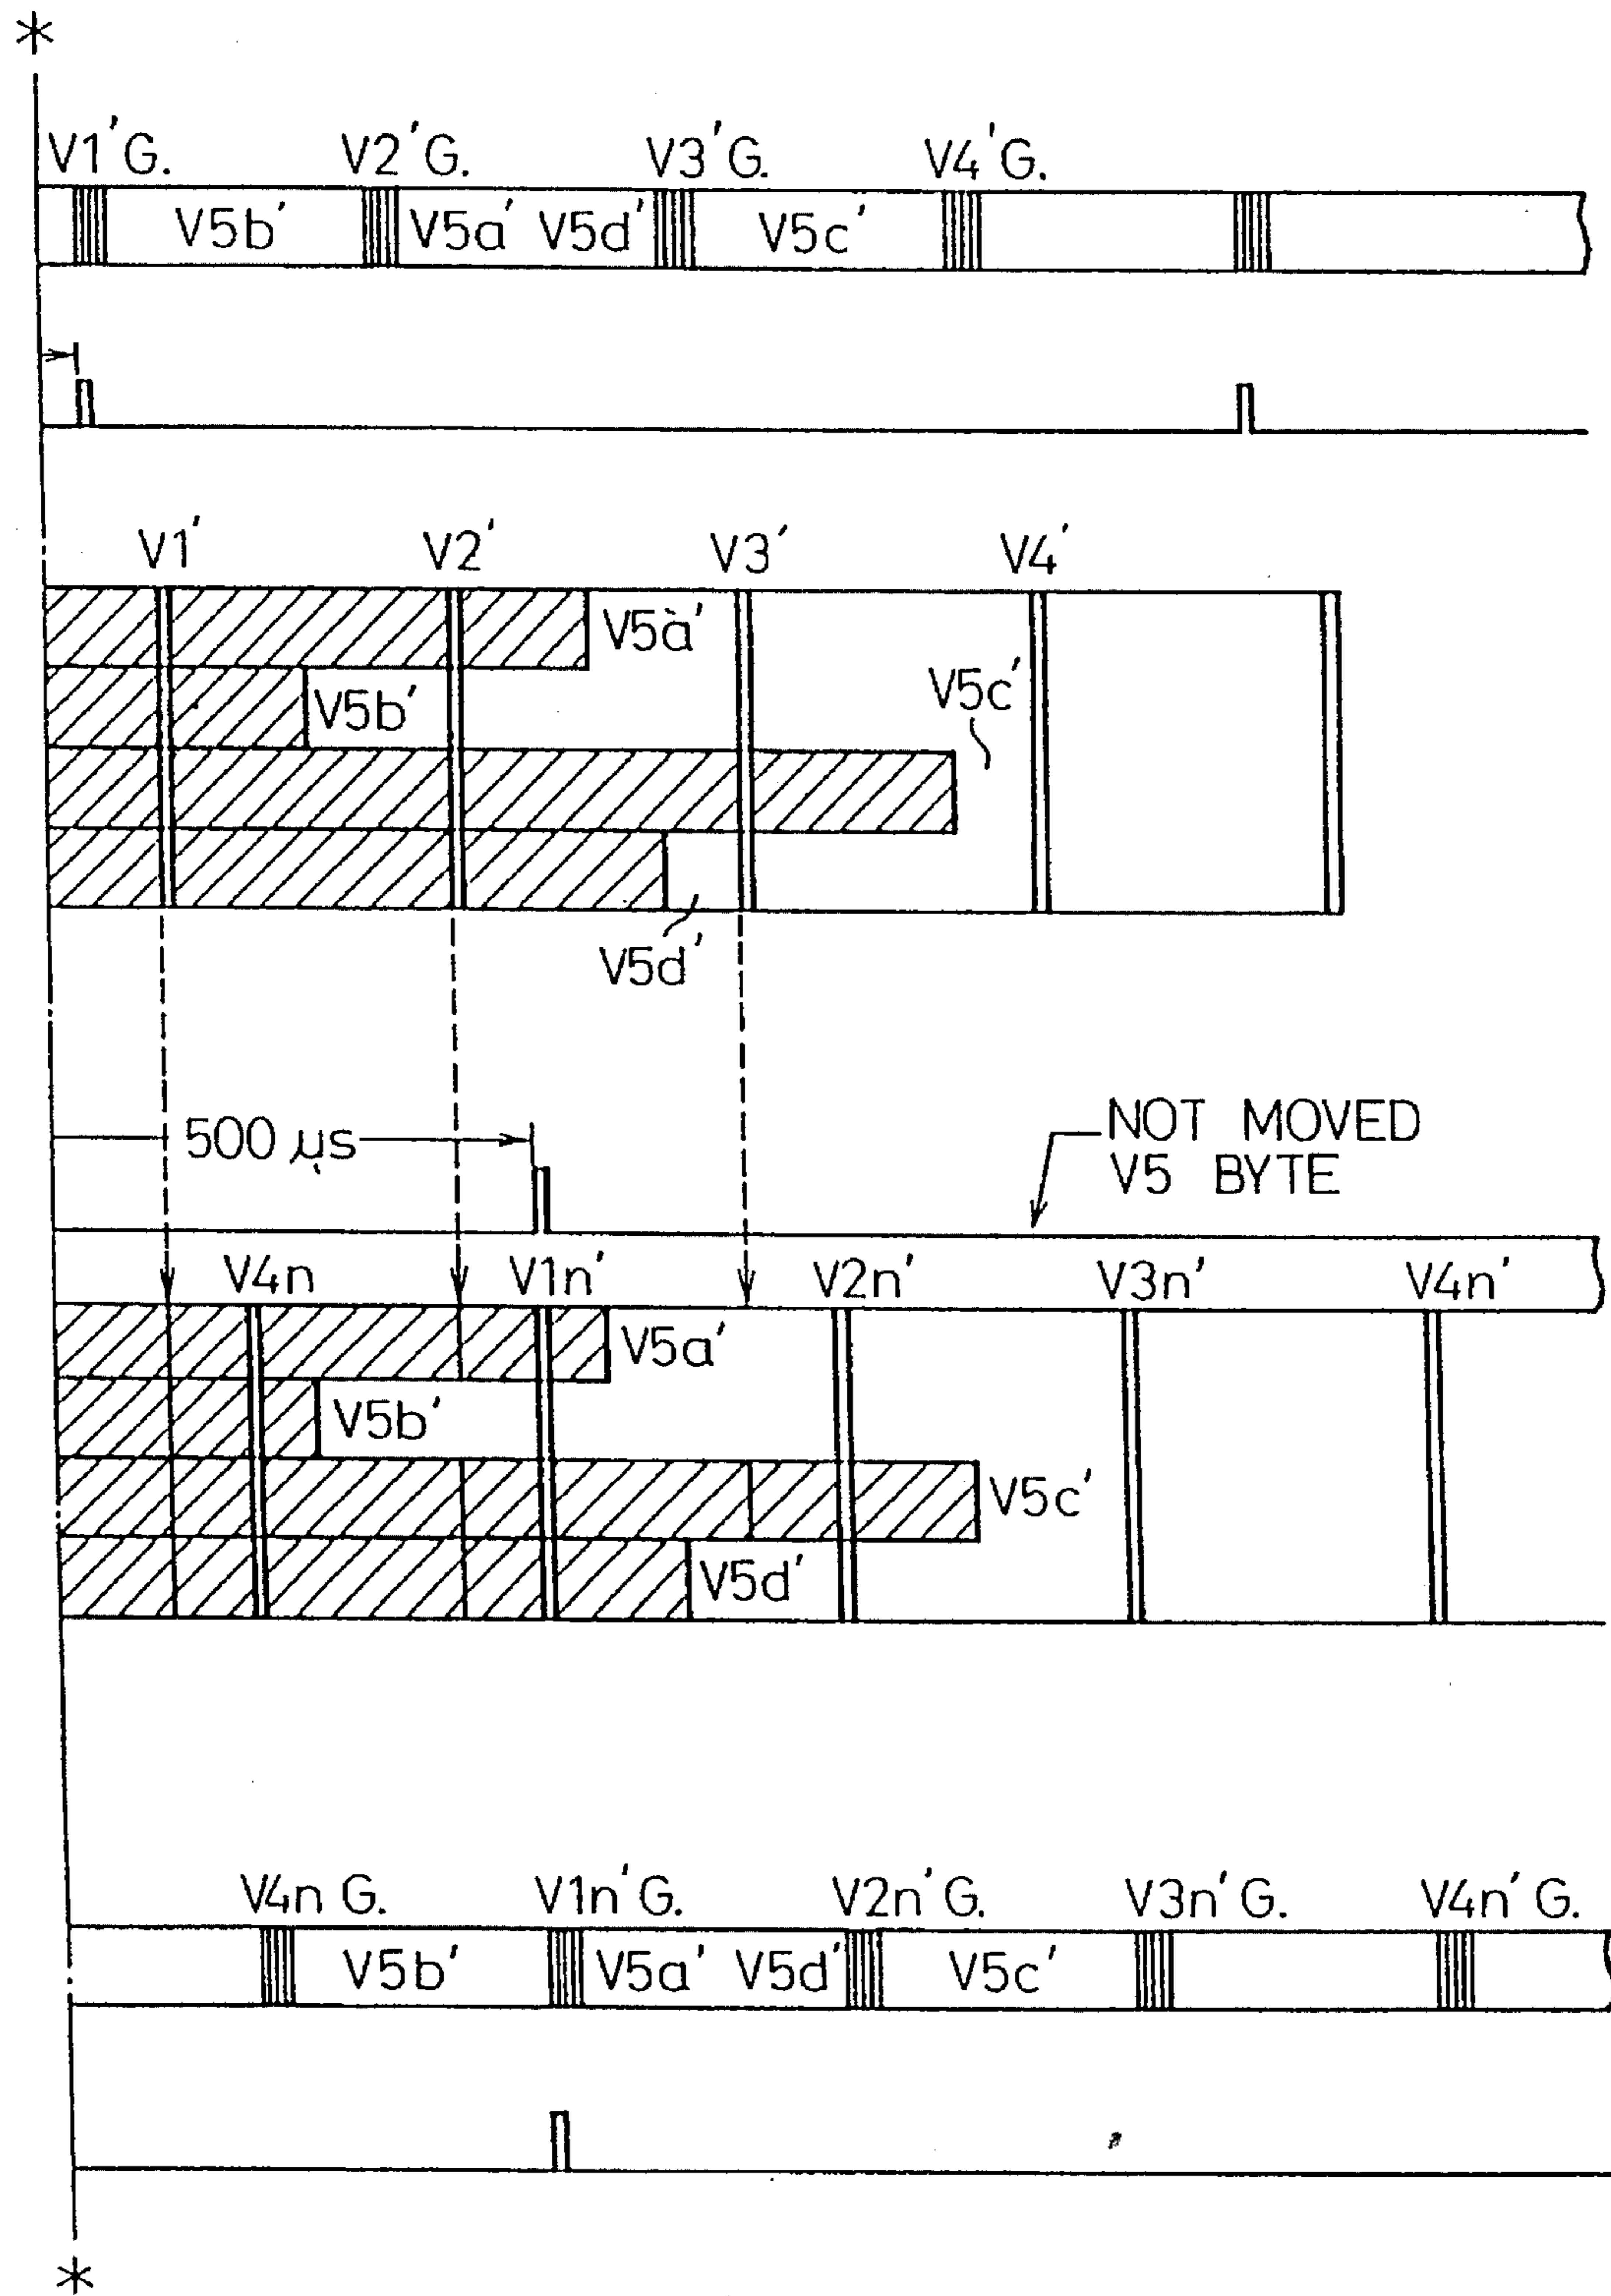 *
V1'G. V2'G. V3'G. V4'G.
V5b' V5a' V5d' V5c'
V1' V2' V3' V4'
V5a'
V5b' V5c'
V5d'
500 μs
NOT MOVED
V5 BYTE
V4n V1n' V2n' V3n' V4n'
V5a'
V5b'
V5c'
V5d'
V4n G. V1n'G. V2n'G. V3n'G. V4n'G.
V5b' V5a' V5d' V5c'
*